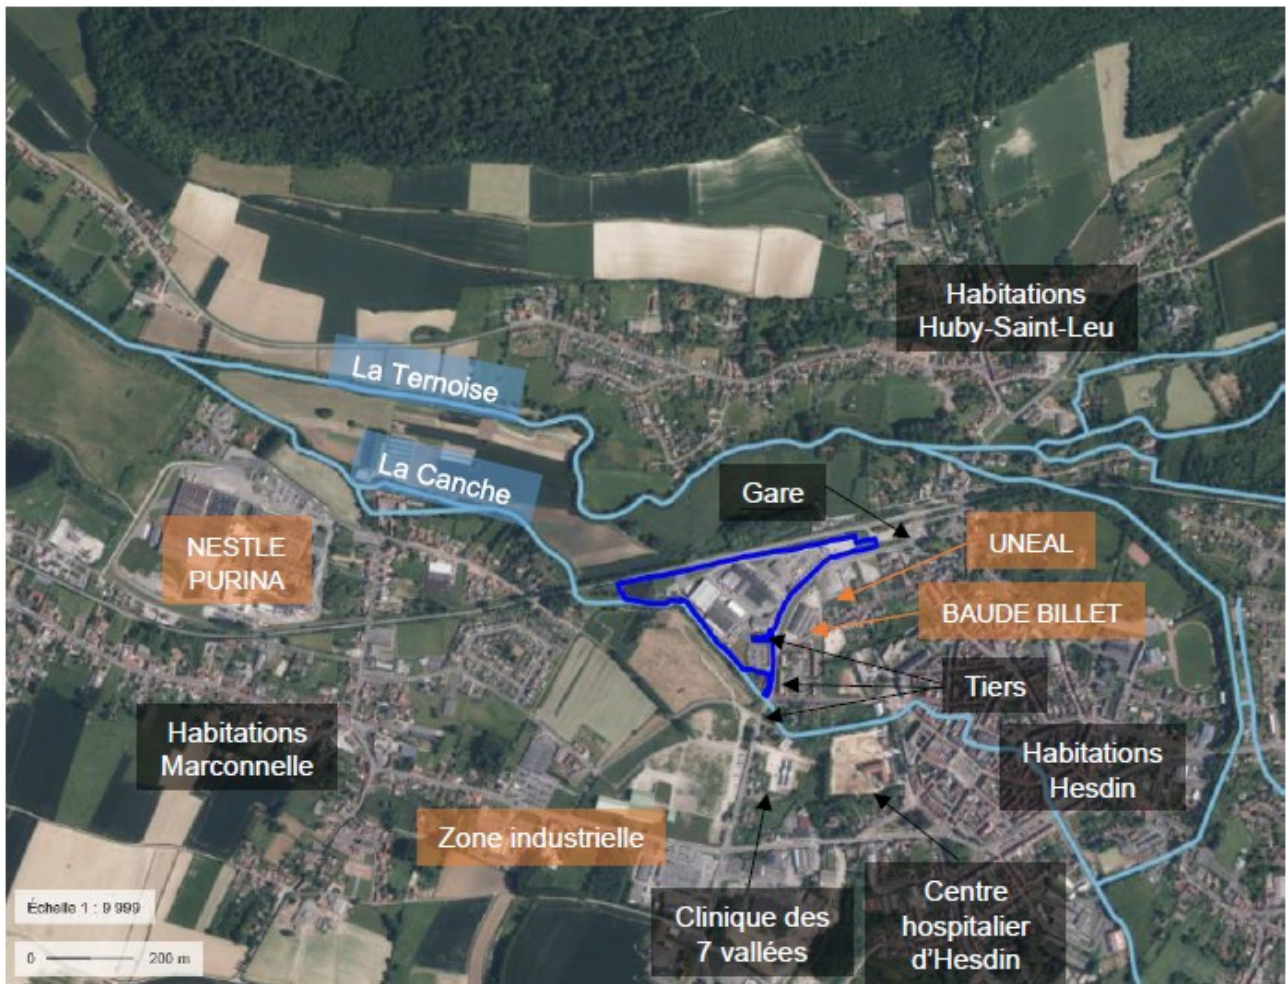 Habitations
Huby-Saint-Leu
La Ternoise
La Canche
Gare
NESTLE
PURINA
UNEAL
BAUDE BILLET
Tiers
Habitations
Marconnelle
Habitations
Hesdin
Zone industrielle
Clinique des
7 vallées
Centre
hospitalier
d'Hesdin
Échelle 1 : 9 999
0 200 m